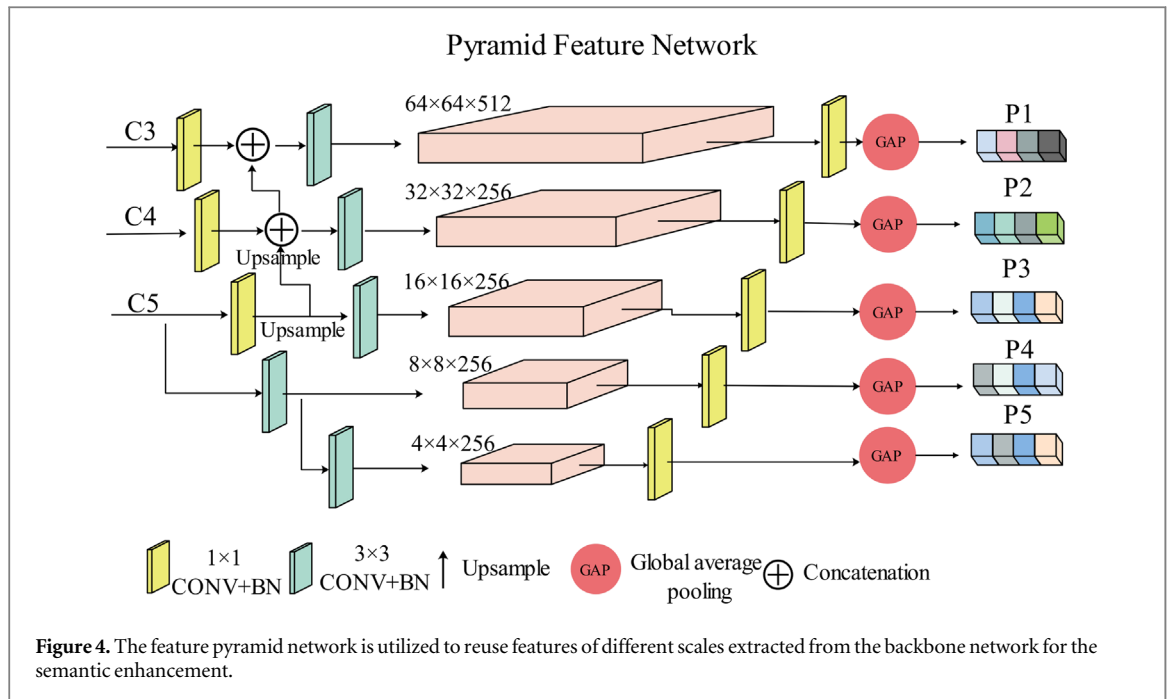 Pyramid Feature Network
C3
64×64×512
GAP
P1
C4
32×32×256
GAP
P2
Upsample
C5
16×16×256
GAP
P3
Upsample
8×8×256
GAP
P4
4×4×256
GAP
P5
1×1
CONV+BN
3×3
CONV+BN
Upsample
GAP
Global average
pooling
Concatenation
Figure 4. The feature pyramid network is utilized to reuse features of different scales extracted from the backbone network for the
semantic enhancement.